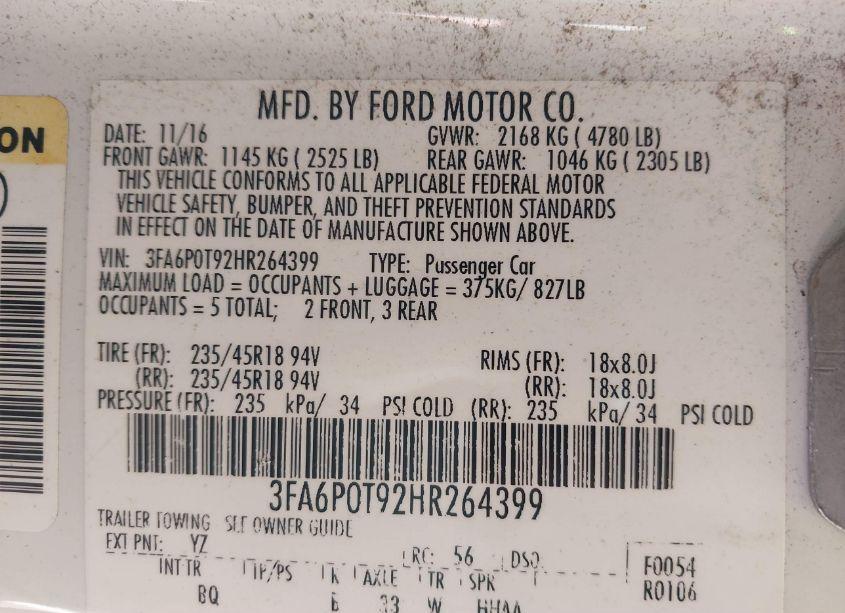 ON
MFD. BY FORD MOTOR CO.
DATE: 11/16 GVWR: 2168 KG ( 4780 LB)
FRONT GAWR: 1145 KG ( 2525 LB) REAR GAWR: 1046 KG ( 2305 LB)
THIS VEHICLE CONFORMS TO ALL APPLICABLE FEDERAL MOTOR
VEHICLE SAFETY, BUMPER, AND THEFT PREVENTION STANDARDS
IN EFFECT ON THE DATE OF MANUFACTURE SHOWN ABOVE.
VIN: 3FA6P0T92HR264399 TYPE: Pussenger Car
MAXIMUM LOAD = OCCUPANTS + LUGGAGE = 375KG/ 827LB
OCCUPANTS = 5 TOTAL; 2 FRONT, 3 REAR
TIRE (FR): 235/45R18 94V RIMS (FR): 18x8.0J
(RR): 235/45R18 94V (RR): 18x8.0J
PRESSURE (FR): 235 kPa/ 34 PSI COLD (RR): 235 kPa/ 34 PSI COLD
3FA6P0T92HR264399
TRAILER TOWING SEE OWNER GUIDE
EXT PNT: YZ RC: 56 DSO F0054
INT TR TP/PS R AXLE TR SPR R0106
BQ 33 W HHAA